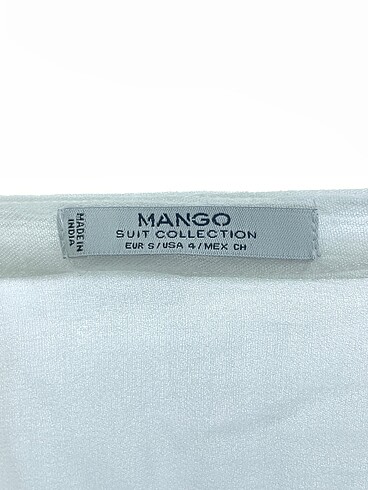 MANGO
SUIT COLLECTION
EUR S/USA 4/MEX CH
MADE IN
INDIA